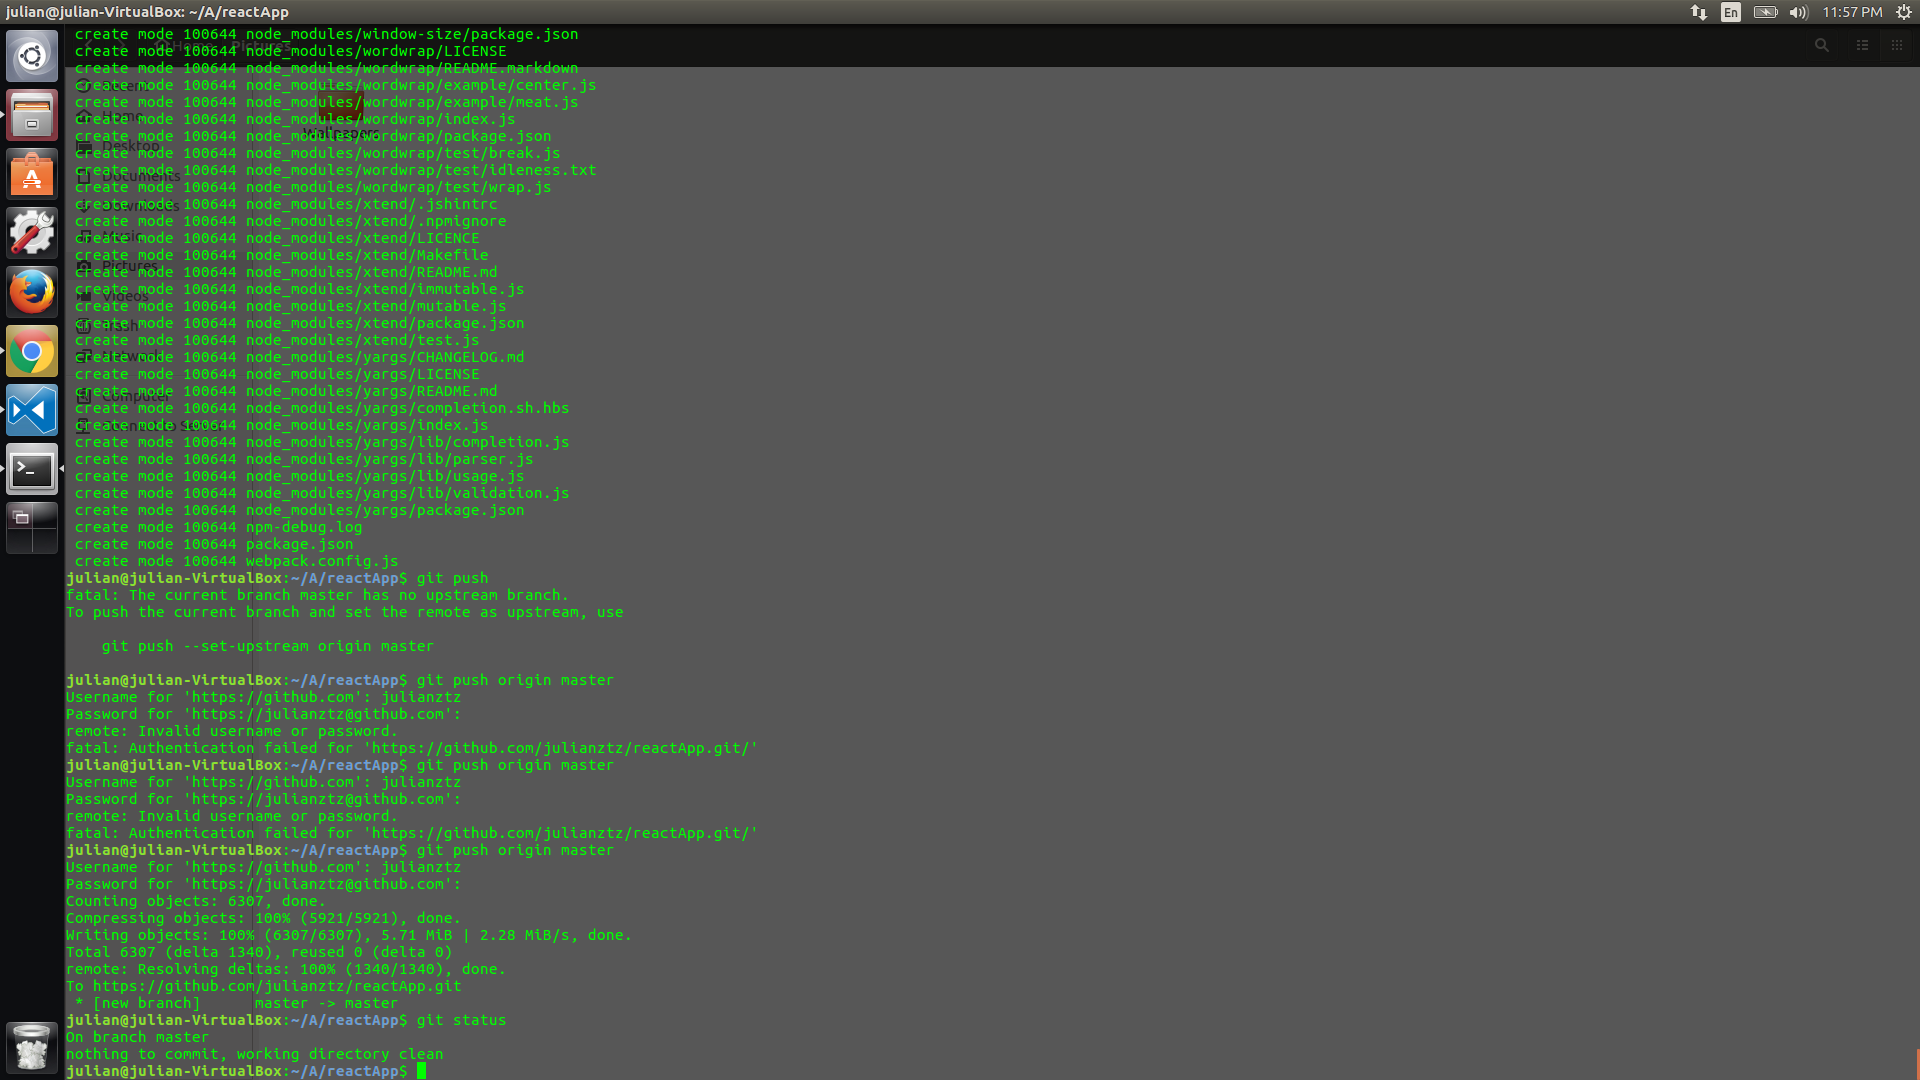 julian@julian-VirtualBox: ~/A/reactApp
En
11:57 PM
create mode 100644 node_modules/window-size/package.json
create mode 100644 node_modules/wordwrap/LICENSE
create mode 100644 node_modules/wordwrap/README.markdown
create mode 100644 node_modules/wordwrap/example/center.js
create mode 100644 node_modules/wordwrap/example/meat.js
create mode 100644 node_modules/wordwrap/index.js
create mode 100644 node_modules/wordwrap/package.json
create mode 100644 node_modules/wordwrap/test/break.js
create mode 100644 node_modules/wordwrap/test/idleness.txt
create mode 100644 node_modules/wordwrap/test/wrap.js
create mode 100644 node_modules/xtend/.jshintrc
create mode 100644 node_modules/xtend/.npmignore
create mode 100644 node_modules/xtend/LICENCE
create mode 100644 node_modules/xtend/Makefile
create mode 100644 node_modules/xtend/README.md
create mode 100644 node_modules/xtend/immutable.js
create mode 100644 node_modules/xtend/mutable.js
create mode 100644 node_modules/xtend/package.json
create mode 100644 node_modules/xtend/test.js
create mode 100644 node_modules/yargs/CHANGELOG.md
create mode 100644 node_modules/yargs/LICENSE
create mode 100644 node_modules/yargs/README.md
create mode 100644 node_modules/yargs/completion.sh.hbs
create mode 100644 node_modules/yargs/index.js
create mode 100644 node_modules/yargs/lib/completion.js
create mode 100644 node_modules/yargs/lib/parser.js
create mode 100644 node_modules/yargs/lib/usage.js
create mode 100644 node_modules/yargs/lib/validation.js
create mode 100644 node_modules/yargs/package.json
create mode 100644 npm-debug.log
create mode 100644 package.json
create mode 100644 webpack.config.js
julian@julian-VirtualBox:~/A/reactApp$ git push
fatal: The current branch master has no upstream branch.
To push the current branch and set the remote as upstream, use
git push --set-upstream origin master
julian@julian-VirtualBox:~/A/reactApp$ git push origin master
Username for 'https://github.com': julianztz
Password for 'https://julianztz@github.com':
remote: Invalid username or password.
fatal: Authentication failed for 'https://github.com/julianztz/reactApp.git/'
julian@julian-VirtualBox:~/A/reactApp$ git push origin master
Username for 'https://github.com': julianztz
Password for 'https://julianztz@github.com':
remote: Invalid username or password.
fatal: Authentication failed for 'https://github.com/julianztz/reactApp.git/'
julian@julian-VirtualBox:~/A/reactApp$ git push origin master
Username for 'https://github.com': julianztz
Password for 'https://julianztz@github.com':
Counting objects: 6307, done.
Compressing objects: 100% (5921/5921), done.
Writing objects: 100% (6307/6307), 5.71 MiB | 2.28 MiB/s, done.
Total 6307 (delta 1340), reused 0 (delta 0)
remote: Resolving deltas: 100% (1340/1340), done.
To https://github.com/julianztz/reactApp.git
* [new branch]      master -> master
julian@julian-VirtualBox:~/A/reactApp$ git status
On branch master
nothing to commit, working directory clean
julian@julian-VirtualBox:~/A/reactApp$